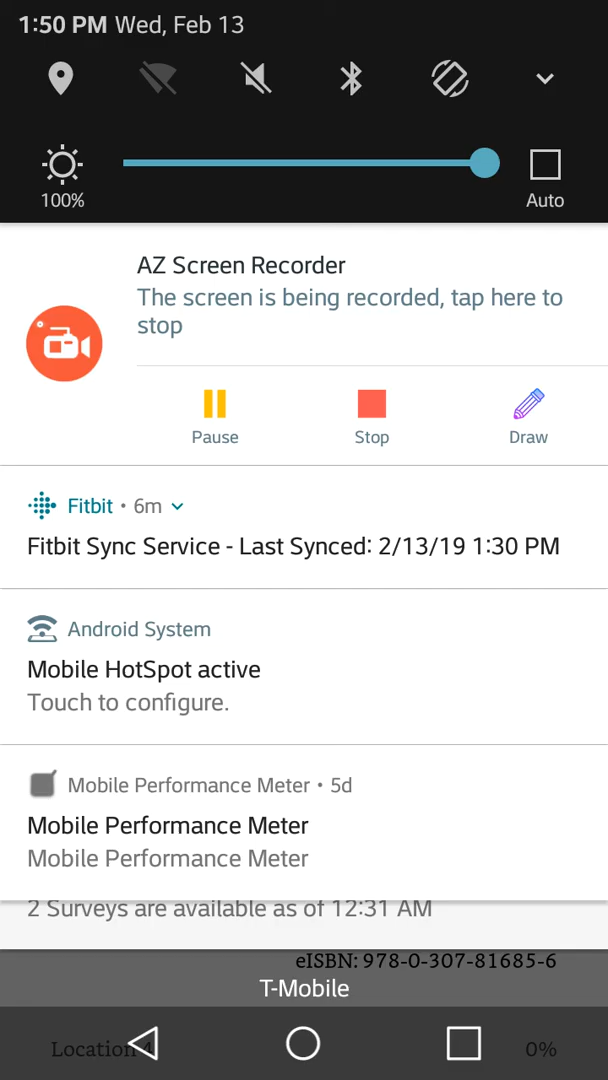 1:50 PM Wed, Feb 13
100%
Auto
AZ Screen Recorder
The screen is being recorded, tap here to
stop
Pause
Stop
Draw
Fitbit • 6m
Fitbit Sync Service - Last Synced: 2/13/19 1:30 PM
Android System
Mobile HotSpot active
Touch to configure.
Mobile Performance Meter • 5d
Mobile Performance Meter
Mobile Performance Meter
2 Surveys are available as of 12:31 AM
eISBN: 978-0-307-81685-6
T-Mobile
Location 4
0%